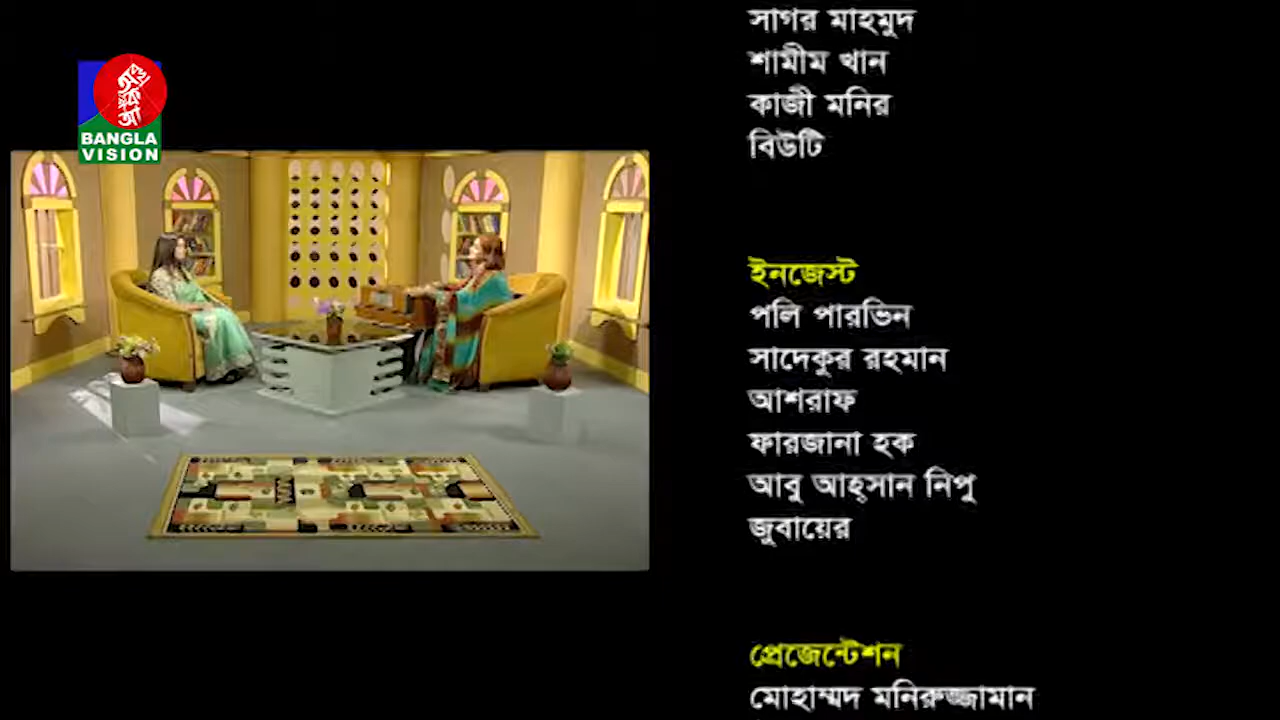 BANGLA
VISION
সাগর মাহমুদ
শামীম খান
কাজী মনির
বিউটি
ইনজেস্ট
পলি পারভিন
সাদেকুর রহমান
আশরাফ
ফারজানা হক
আবু আহ্সান নিপু
জুবায়ের
প্রেজেন্টেশন
মোহাম্মদ মনিরুজ্জামান